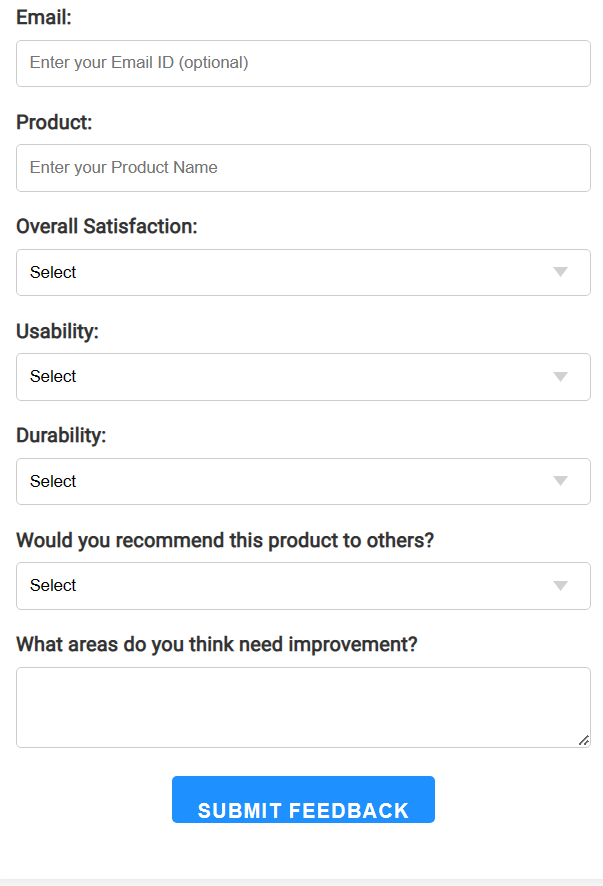 Email:
Enter your Email ID (optional)
Product:
Enter your Product Name
Overall Satisfaction:
Select
Usability:
Select
Durability:
Select
Would you recommend this product to others?
Select
What areas do you think need improvement?
SUBMIT FEEDBACK